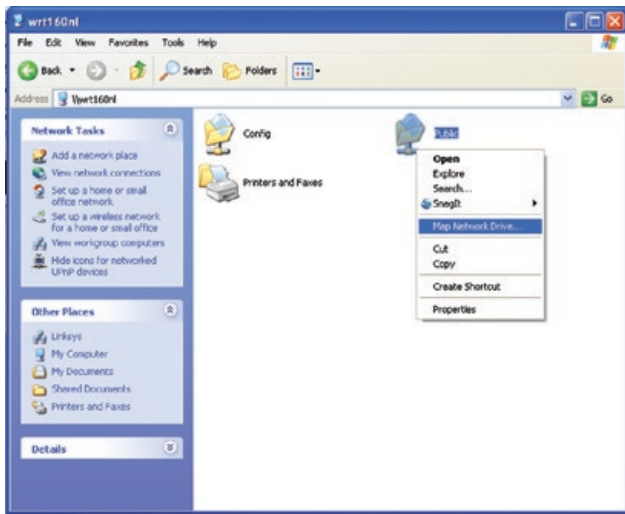 wrt160nl
File Edit View Favorites Tools Help
Back Search Folders
Address \\wrt160nl Go
Network Tasks
Add a network place
View network connections
Set up a home or small
office network
Set up a wireless network
for a home or small office
View workgroup computers
Hide icons for networked
UPnP devices
Other Places
Linksys
My Computer
My Documents
Shared Documents
Printers and Faxes
Details
Config
Public
Printers and Faxes
Open
Explore
Search...
SnagIt
Map Network Drive...
Cut
Copy
Create Shortcut
Properties